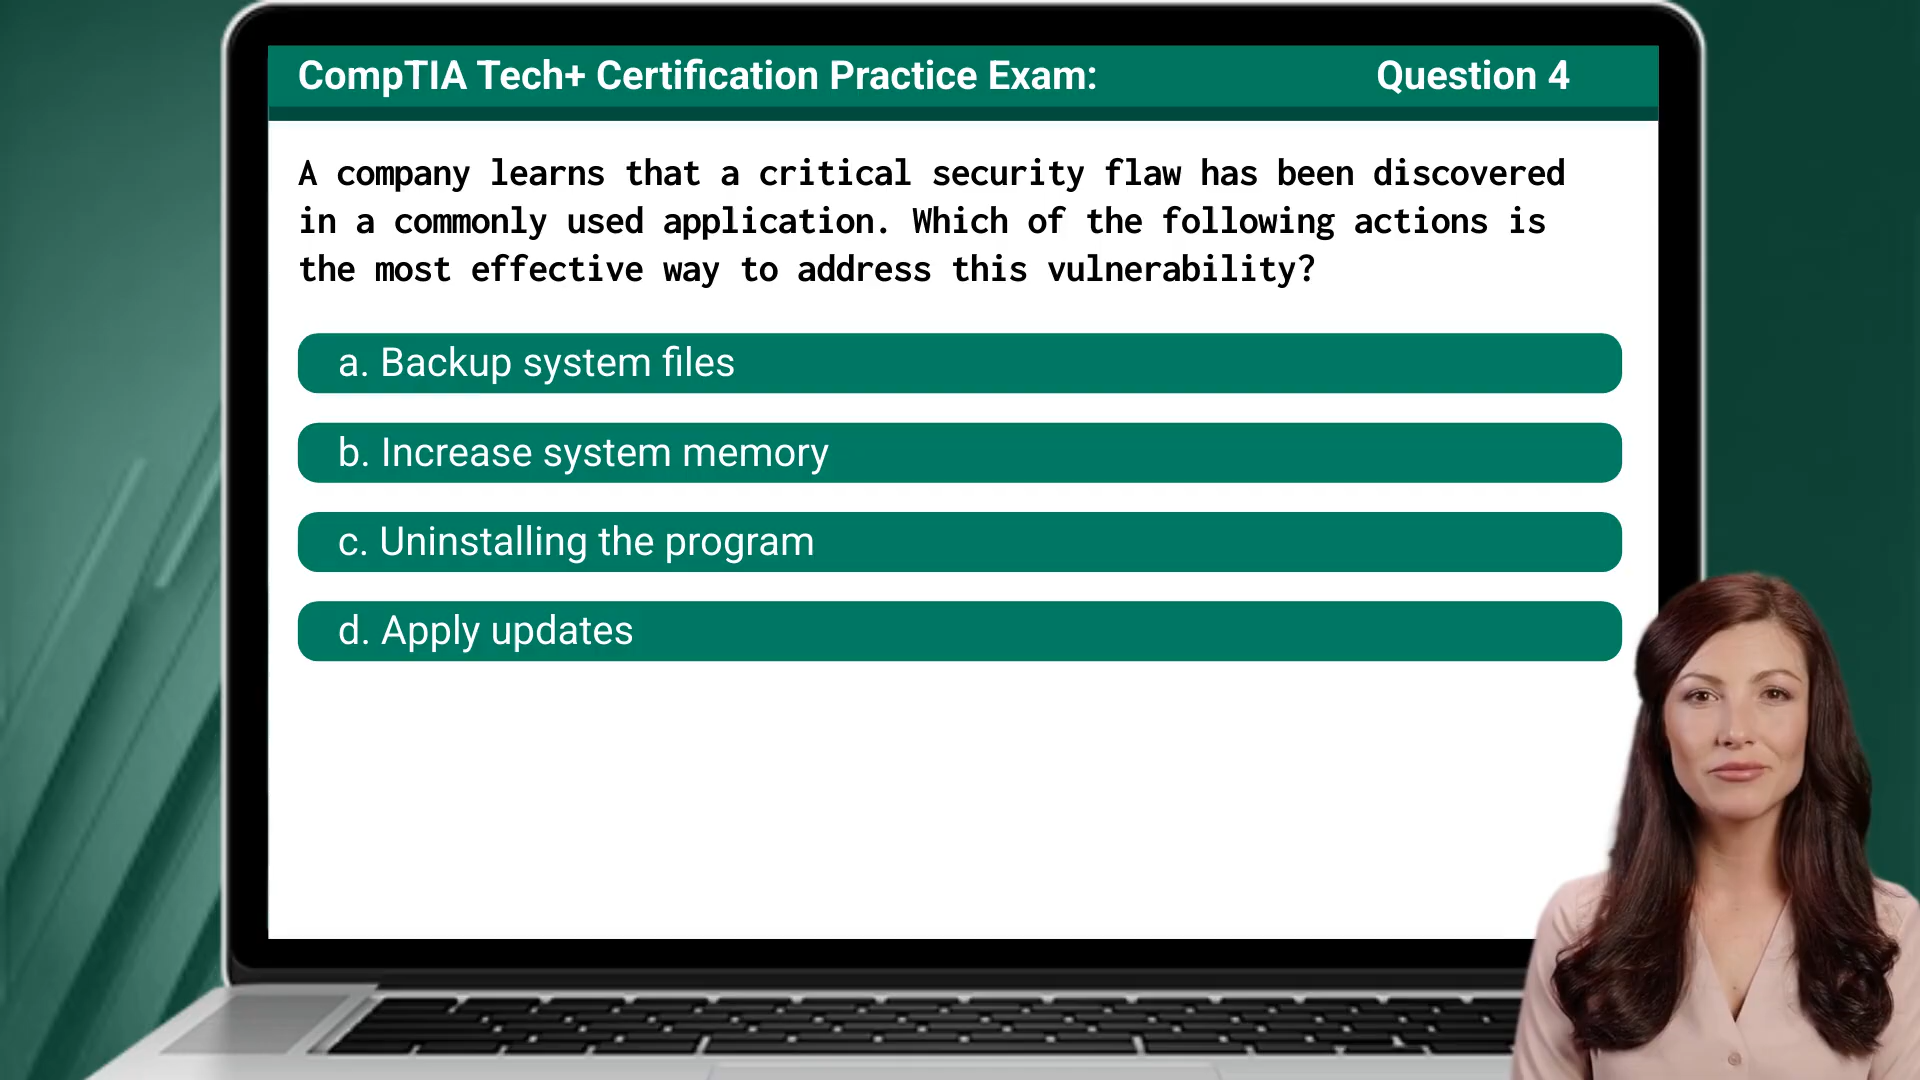 CompTIA Tech+ Certification Practice Exam:
Question 4
A company learns that a critical security flaw has been discovered
in a commonly used application. Which of the following actions is
the most effective way to address this vulnerability?
a. Backup system files
b. Increase system memory
c. Uninstalling the program
d. Apply updates